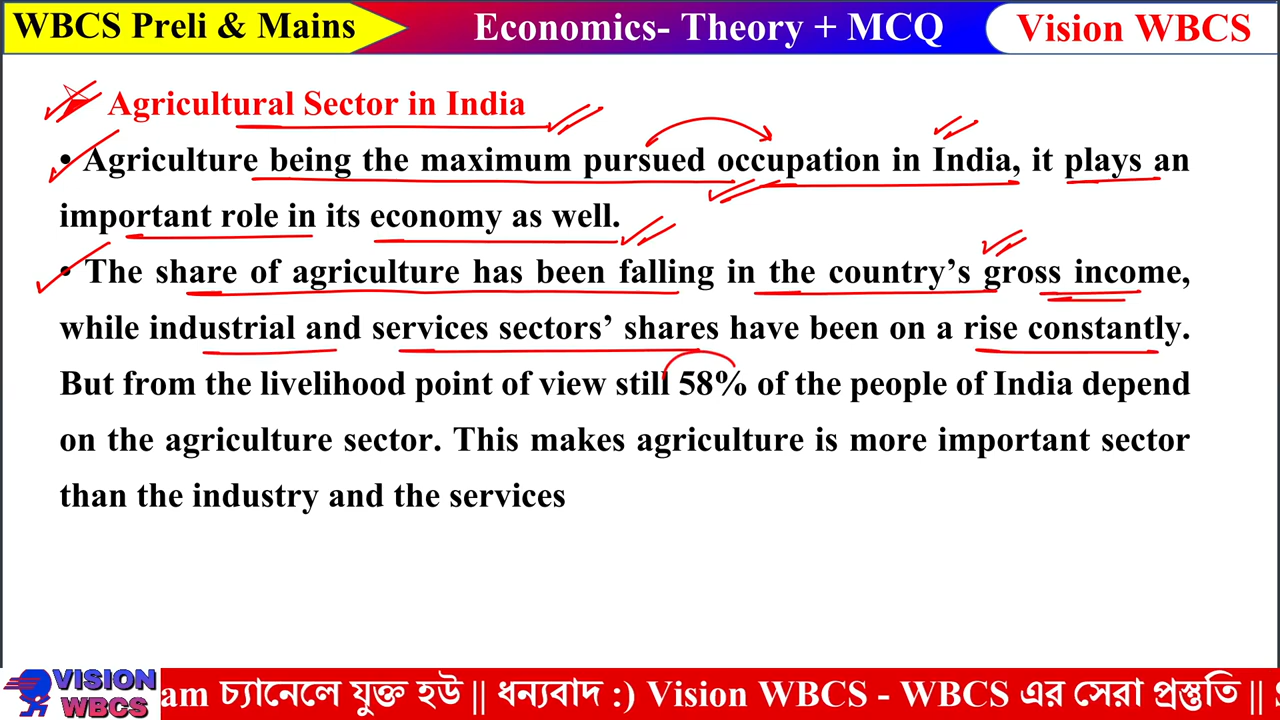 WBCS Preli & Mains
Economics- Theory + MCQ
Vision WBCS
Agricultural Sector in India
• Agriculture being the maximum pursued occupation in India, it plays an
important role in its economy as well.
• The share of agriculture has been falling in the country's gross income,
while industrial and services sectors' shares have been on a rise constantly.
But from the livelihood point of view still 58% of the people of India depend
on the agriculture sector. This makes agriculture is more important sector
than the industry and the services
VISION
WBCS
am চ্যানেলে যুক্ত হউ || ধন্যবাদ :) Vision WBCS - WBCS এর সেরা প্রস্তুতি ||